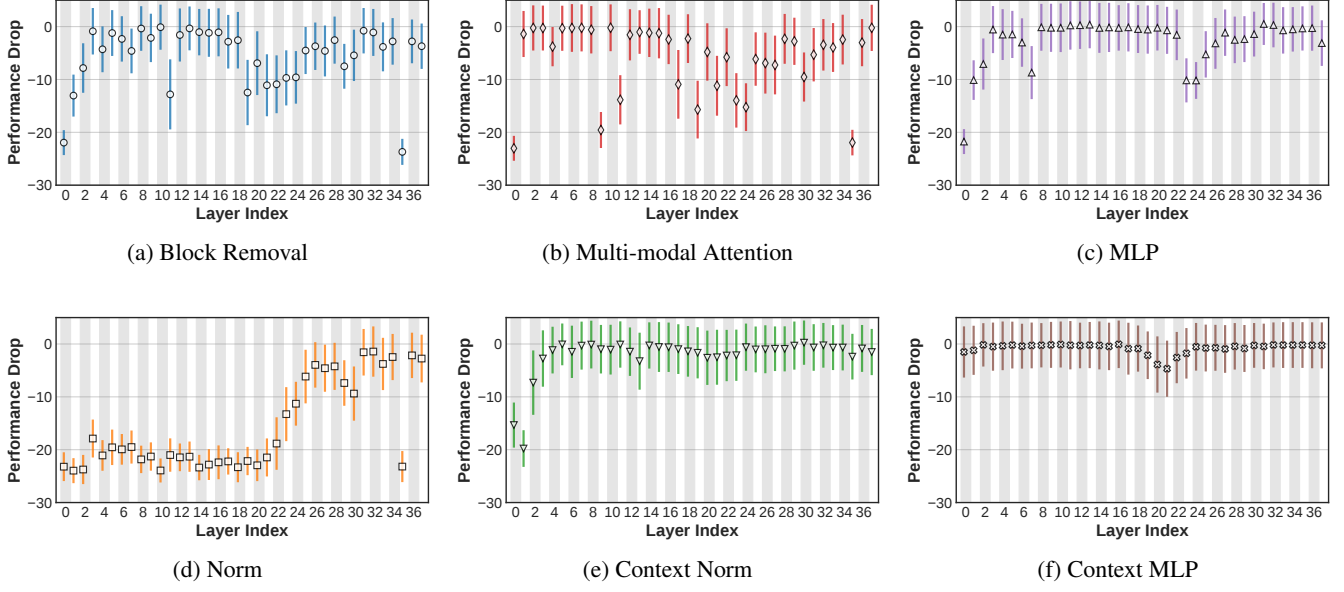 Performance Drop
0
−10
−20
−30
0 2 4 6 8 10 12 14 16 18 20 22 24 26 28 30 32 34 36
Layer Index
(a) Block Removal
Performance Drop
0
−10
−20
−30
0 2 4 6 8 10 12 14 16 18 20 22 24 26 28 30 32 34 36
Layer Index
(b) Multi-modal Attention
Performance Drop
0
−10
−20
−30
0 2 4 6 8 10 12 14 16 18 20 22 24 26 28 30 32 34 36
Layer Index
(c) MLP
Performance Drop
0
−10
−20
−30
0 2 4 6 8 10 12 14 16 18 20 22 24 26 28 30 32 34 36
Layer Index
(d) Norm
Performance Drop
0
−10
−20
−30
0 2 4 6 8 10 12 14 16 18 20 22 24 26 28 30 32 34 36
Layer Index
(e) Context Norm
Performance Drop
0
−10
−20
−30
0 2 4 6 8 10 12 14 16 18 20 22 24 26 28 30 32 34 36
Layer Index
(f) Context MLP